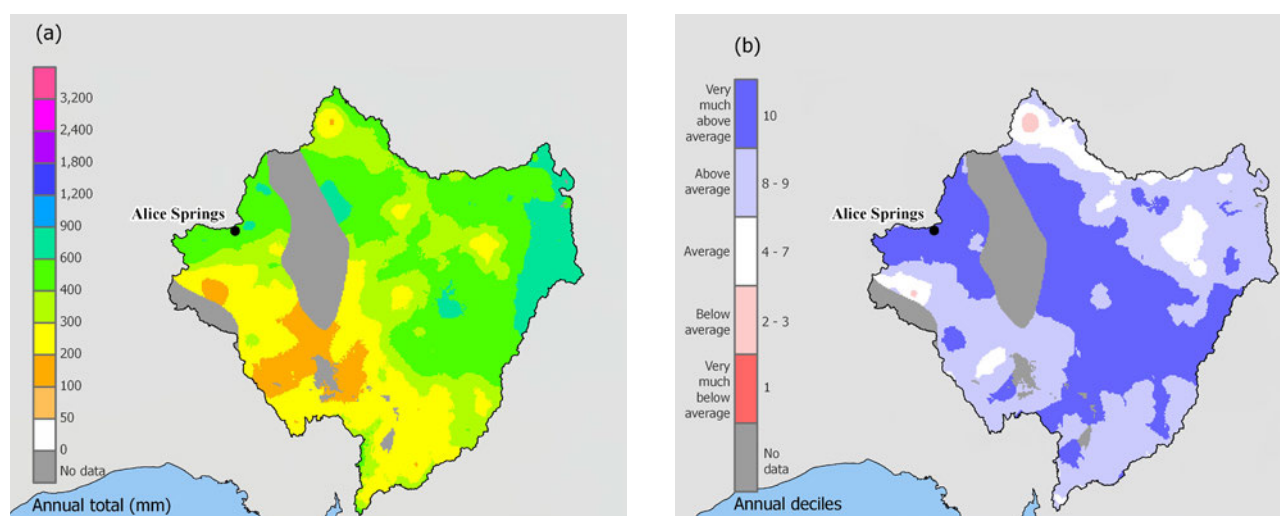 (a)
3,200
2,400
1,800
1,200
900
600
400
300
200
100
50
0
No data
Alice Springs
Annual total (mm)
(b)
Very
much
above
average
10
Above
average
8 - 9
Average
4 - 7
Below
average
2 - 3
Very
much
below
average
1
No
data
Alice Springs
Annual deciles